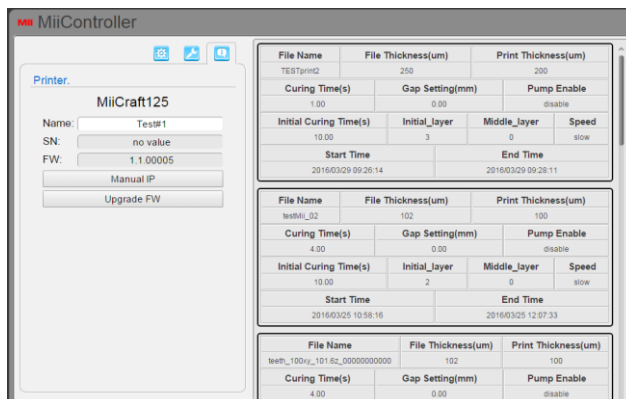 Mii MiiController
Printer.
MiiCraft125
Name: Test#1
SN: no value
FW: 1.1.00005
Manual IP
Upgrade FW
File Name File Thickness(um) Print Thickness(um)
TESTprint2 250 200
Curing Time(s) Gap Setting(mm) Pump Enable
1.00 0.00 disable
Initial Curing Time(s) Initial_layer Middle_layer Speed
10.00 3 0 slow
Start Time End Time
2016/03/29 09:26:14 2016/03/29 09:28:11
File Name File Thickness(um) Print Thickness(um)
testMii_02 102 100
Curing Time(s) Gap Setting(mm) Pump Enable
4.00 0.00 disable
Initial Curing Time(s) Initial_layer Middle_layer Speed
10.00 2 0 slow
Start Time End Time
2016/03/25 10:58:16 2016/03/25 12:07:33
File Name File Thickness(um) Print Thickness(um)
teeth_100xy_101.6z_00000000000 102 100
Curing Time(s) Gap Setting(mm) Pump Enable
4.00 0.00 disable